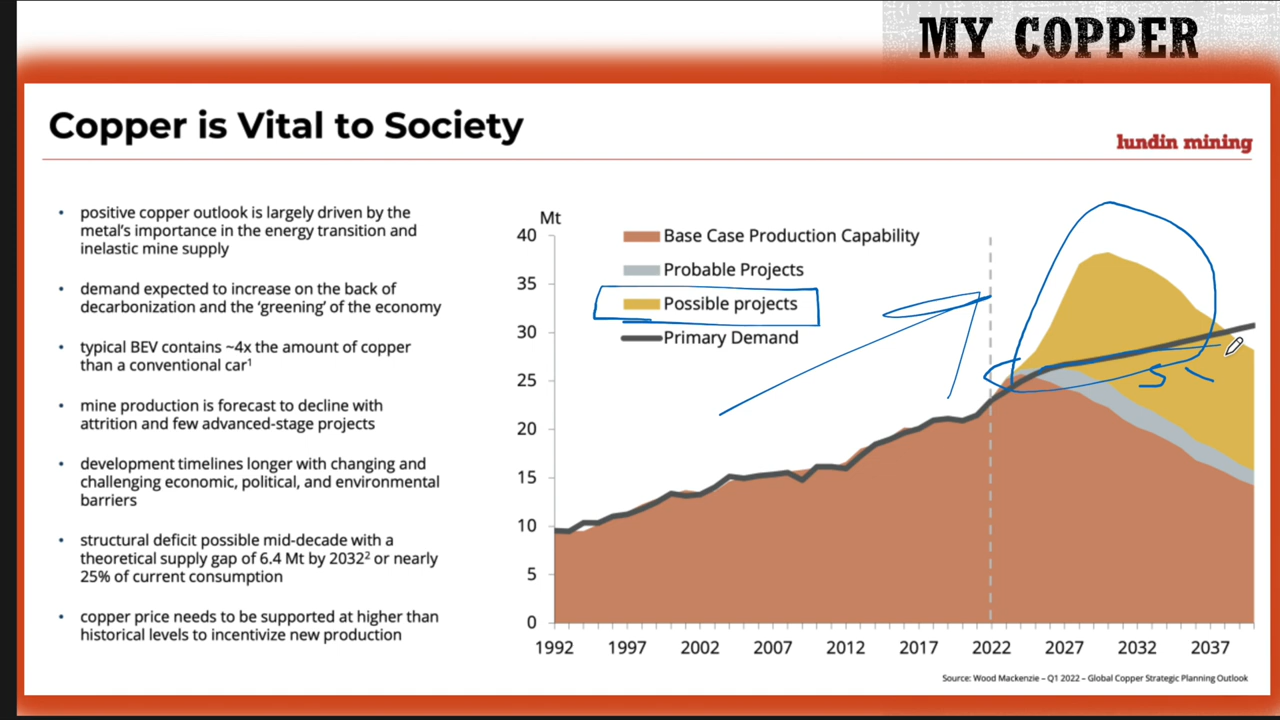 MY COPPER
Copper is Vital to Society
lundin mining
• positive copper outlook is largely driven by the
metal's importance in the energy transition and
inelastic mine supply
• demand expected to increase on the back of
decarbonization and the 'greening' of the economy
• typical BEV contains ~4x the amount of copper
than a conventional car¹
• mine production is forecast to decline with
attrition and few advanced-stage projects
• development timelines longer with changing and
challenging economic, political, and environmental
barriers
• structural deficit possible mid-decade with a
theoretical supply gap of 6.4 Mt by 2032² or nearly
25% of current consumption
• copper price needs to be supported at higher than
historical levels to incentivize new production
Mt
40
35
30
25
20
15
10
5
0
Base Case Production Capability
Probable Projects
Possible projects
Primary Demand
1992 1997 2002 2007 2012 2017 2022 2027 2032 2037
Source: Wood Mackenzie – Q1 2022 – Global Copper Strategic Planning Outlook